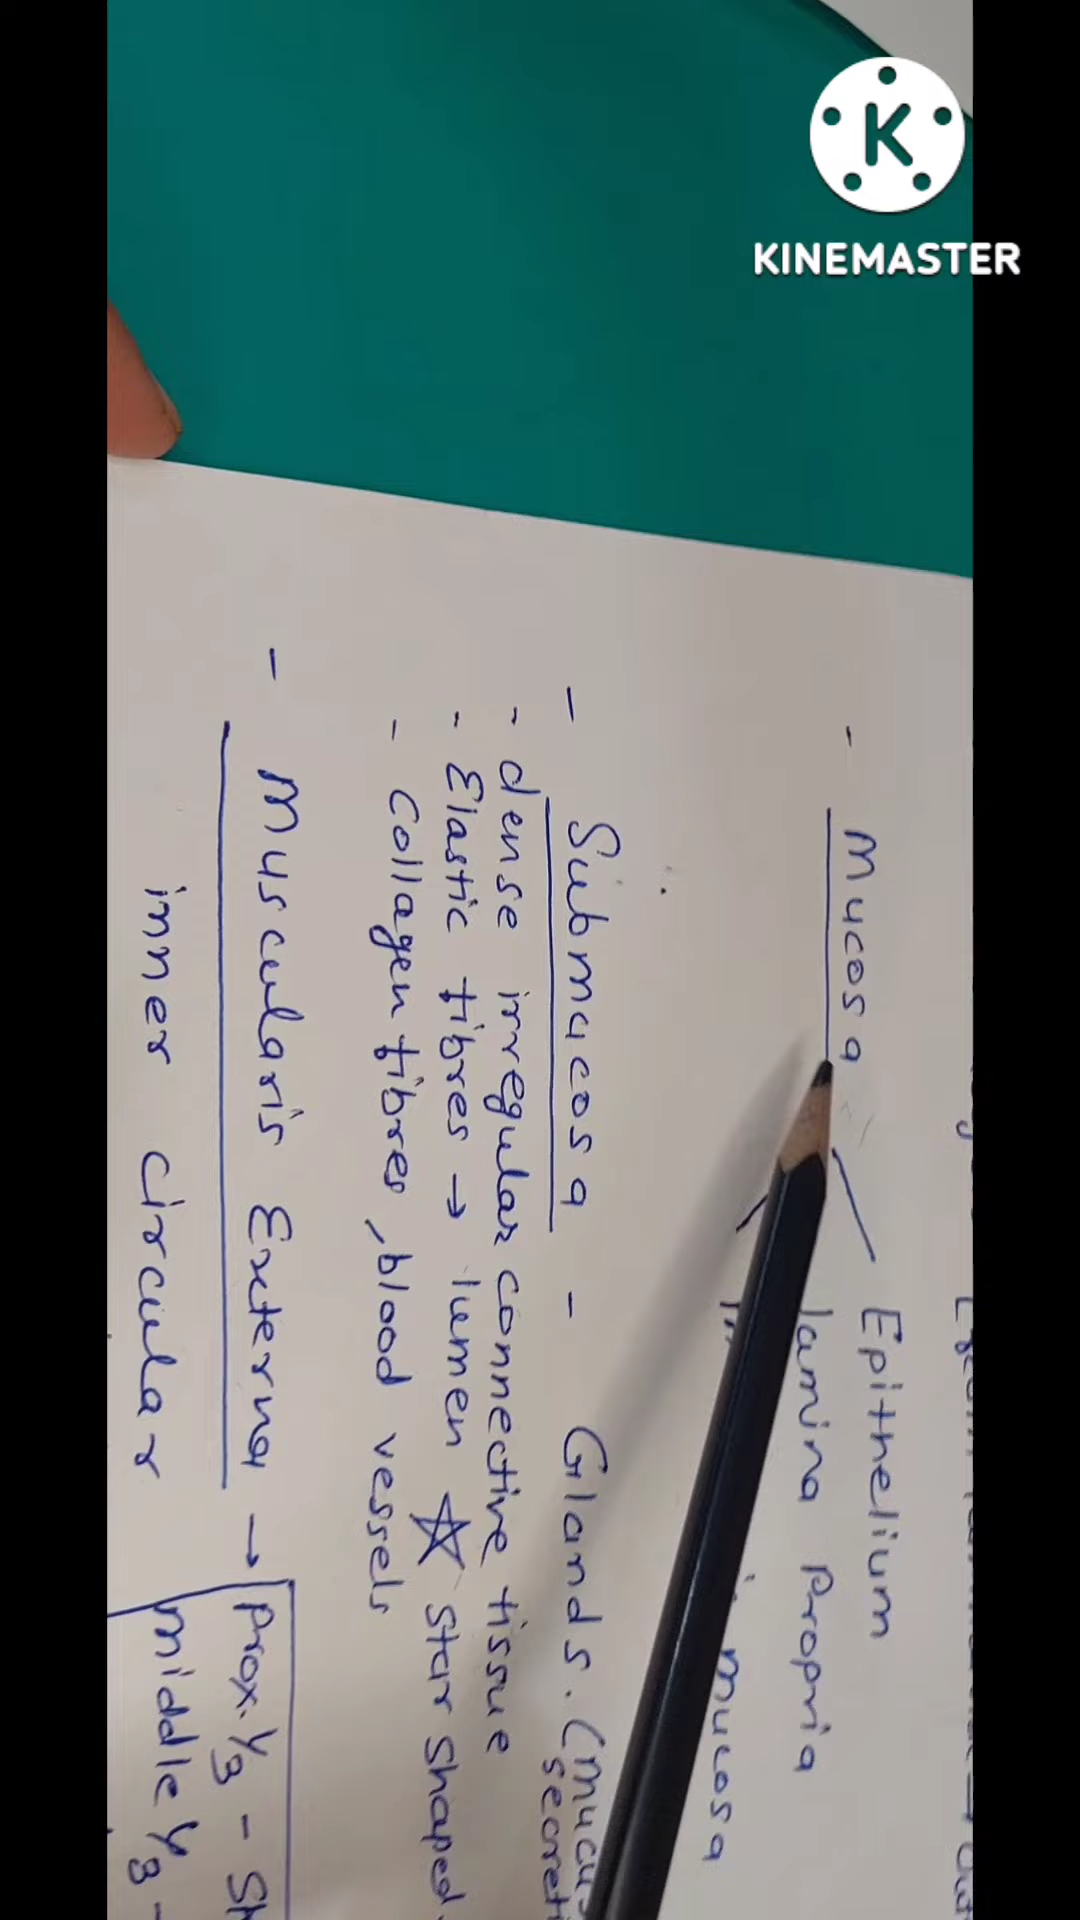 K
KINEMASTER
- Mucosa
Epithelium
lamina Propria
mucosa
- Submucosa - Glands. (mucus
- dense irregular connective tissue
- Elastic fibres → lumen ☆ star shaped.
- collagen fibres, blood vessels
- Muscularis Externa → Prox. 1/3 -
inner circular
middle 1/3 -